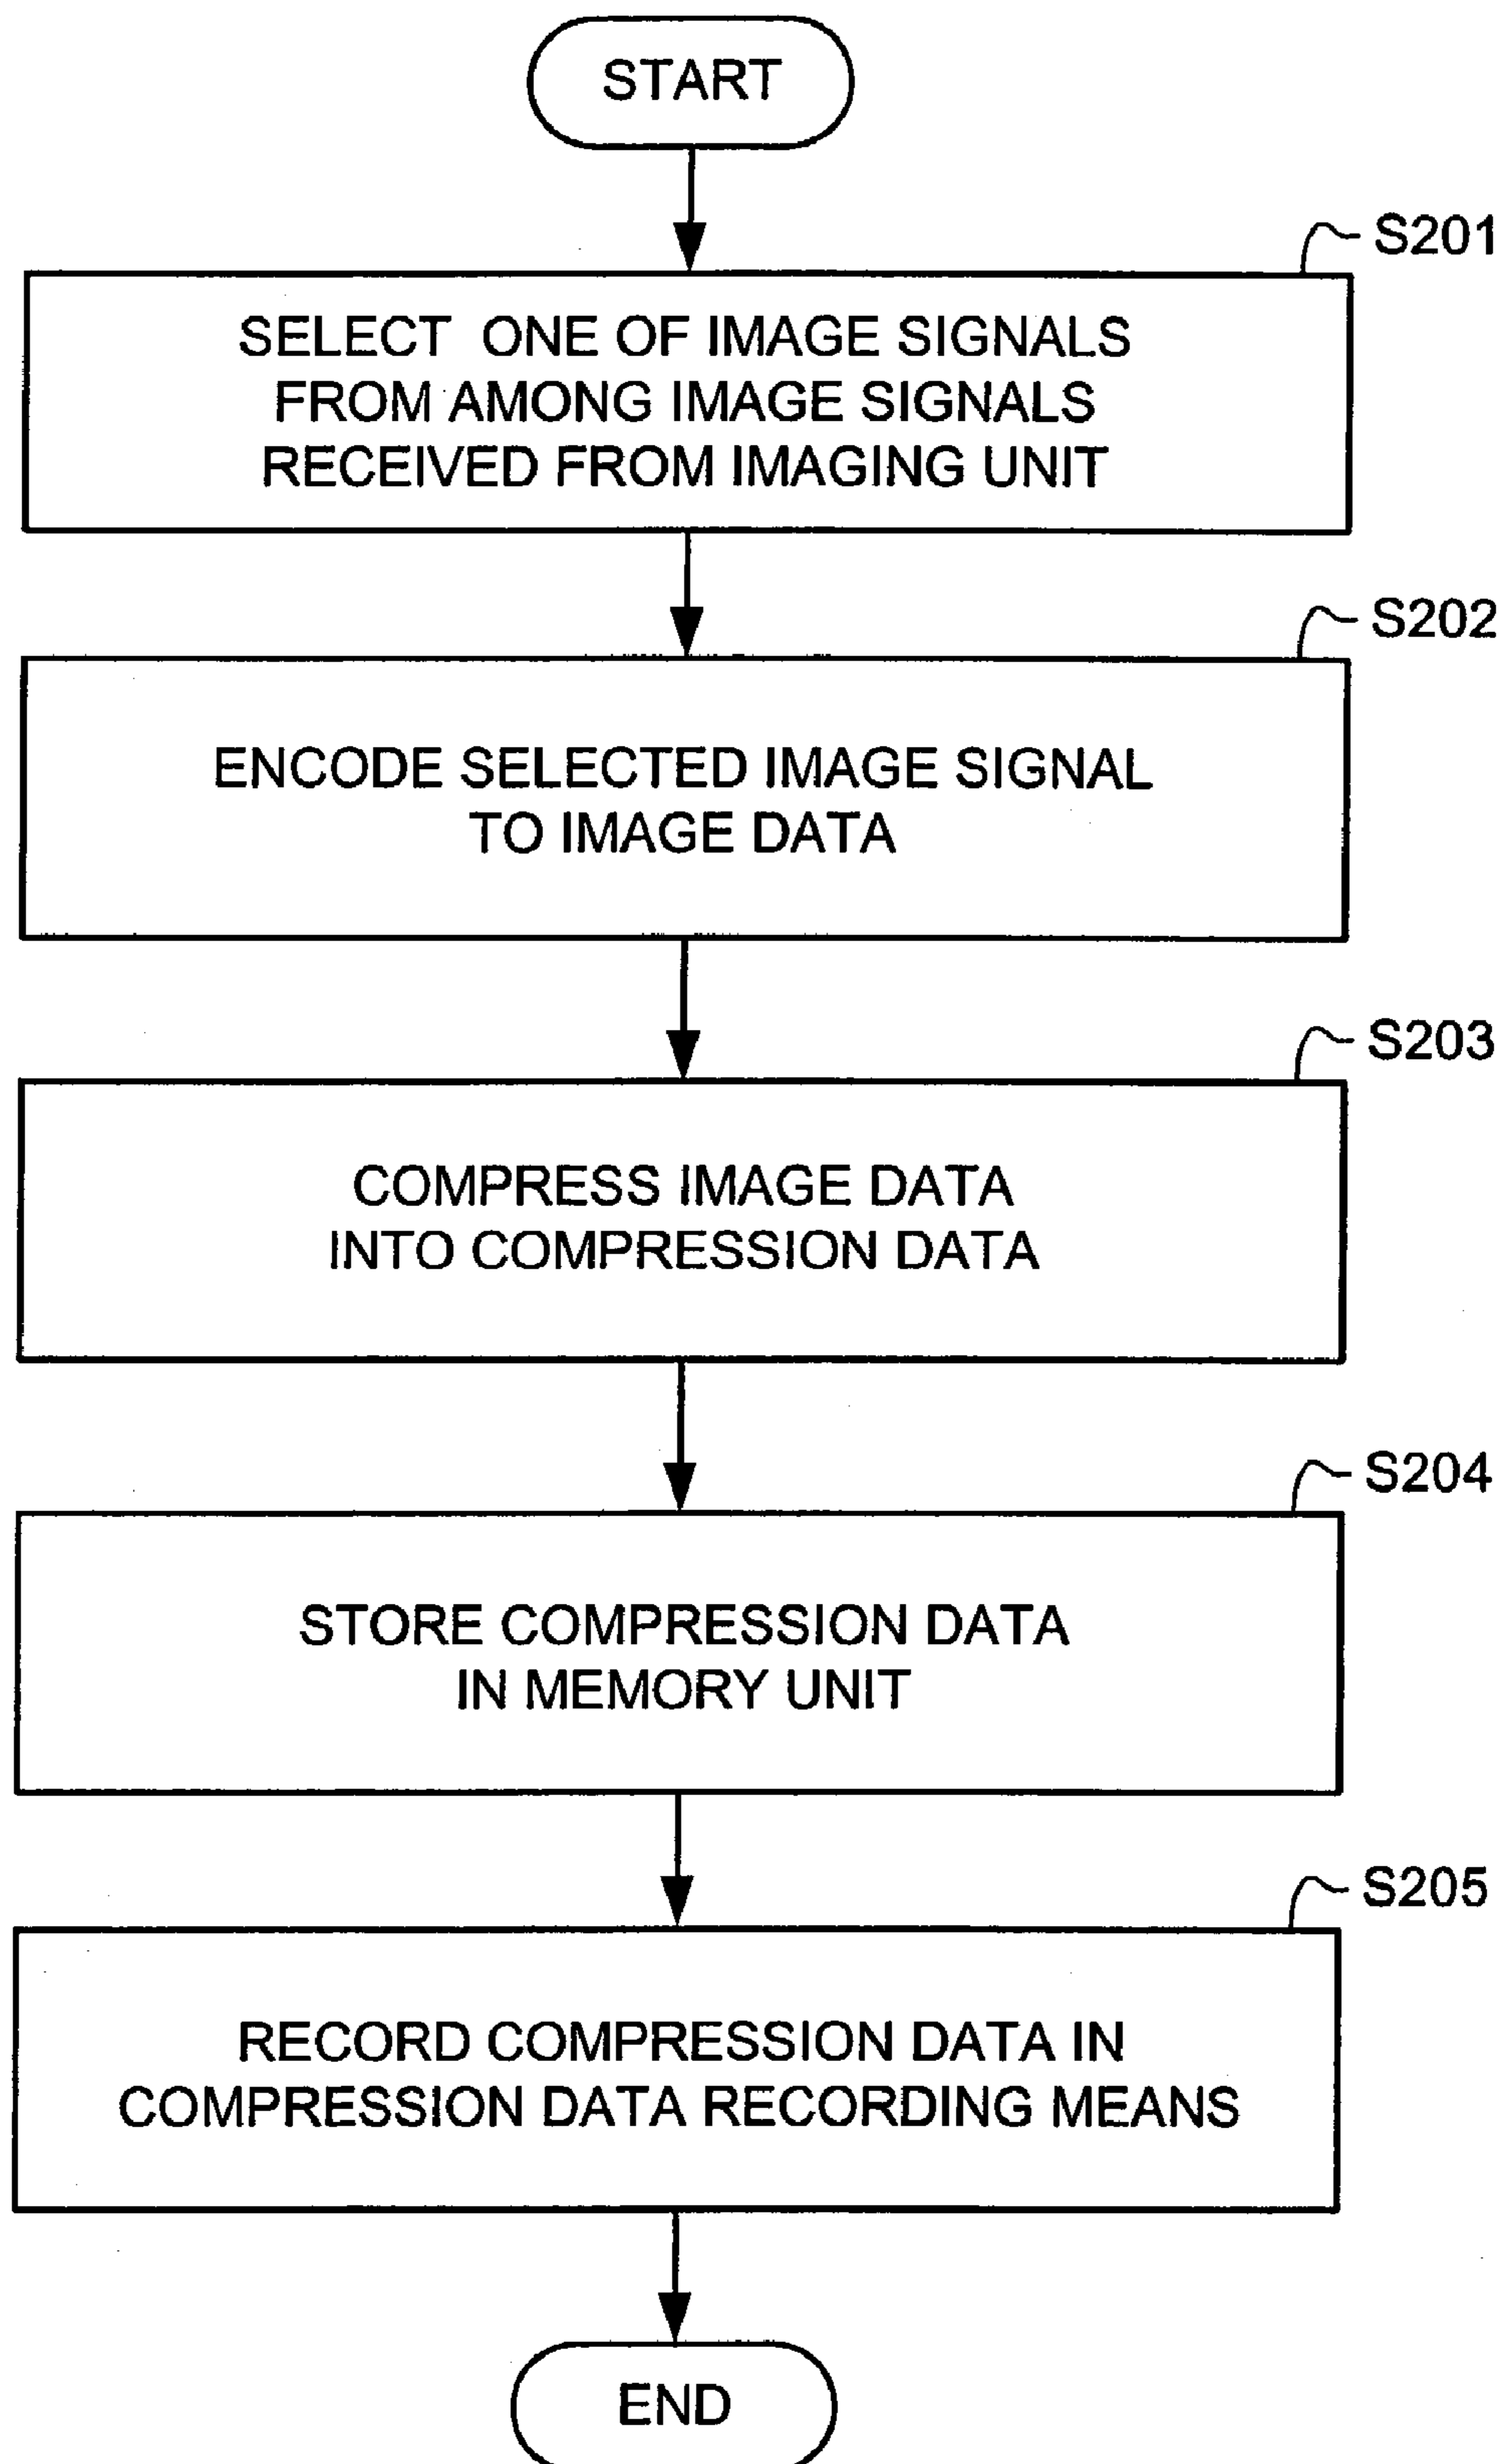 START
S201
SELECT ONE OF IMAGE SIGNALS
FROM AMONG IMAGE SIGNALS
RECEIVED FROM IMAGING UNIT
S202
ENCODE SELECTED IMAGE SIGNAL
TO IMAGE DATA
S203
COMPRESS IMAGE DATA
INTO COMPRESSION DATA
S204
STORE COMPRESSION DATA
IN MEMORY UNIT
S205
RECORD COMPRESSION DATA IN
COMPRESSION DATA RECORDING MEANS
END